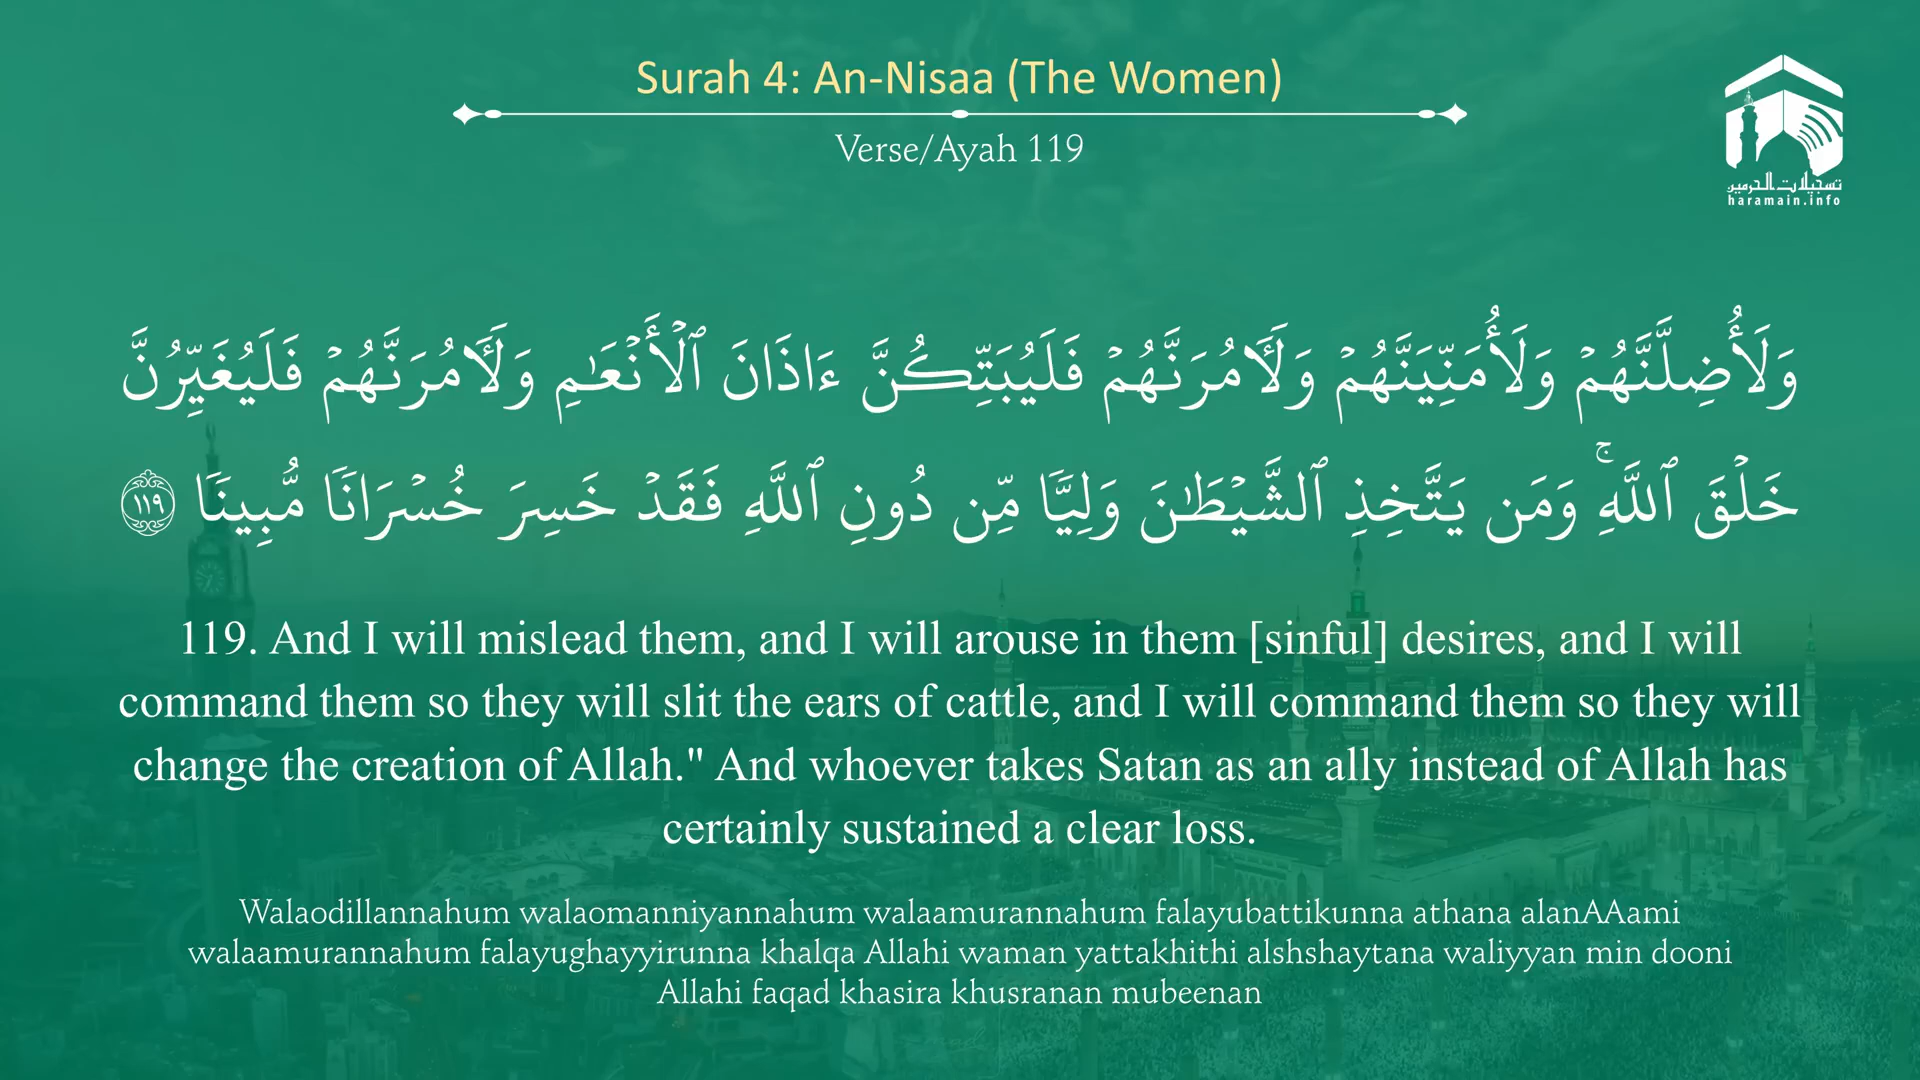 Surah 4: An-Nisaa (The Women)
Verse/Ayah 119
تسجيلات الحرمين
haramain.info
وَلَأُضِلَّنَّهُمْ وَلَأُمَنِّيَنَّهُمْ وَلَـَٔامُرَنَّهُمْ فَلَيُبَتِّكُنَّ ءَاذَانَ ٱلْأَنْعَـٰمِ وَلَـَٔامُرَنَّهُمْ فَلَيُغَيِّرُنَّ
خَلْقَ ٱللَّهِ ۚ وَمَن يَتَّخِذِ ٱلشَّيْطَـٰنَ وَلِيًّا مِّن دُونِ ٱللَّهِ فَقَدْ خَسِرَ خُسْرَانًا مُّبِينًا ١١٩
119. And I will mislead them, and I will arouse in them [sinful] desires, and I will
command them so they will slit the ears of cattle, and I will command them so they will
change the creation of Allah." And whoever takes Satan as an ally instead of Allah has
certainly sustained a clear loss.
Walaodillannahum walaomanniyannahum walaamurannahum falayubattikunna athana alanAAami
walaamurannahum falayughayyirunna khalqa Allahi waman yattakhithi alshshaytana waliyyan min dooni
Allahi faqad khasira khusranan mubeenan